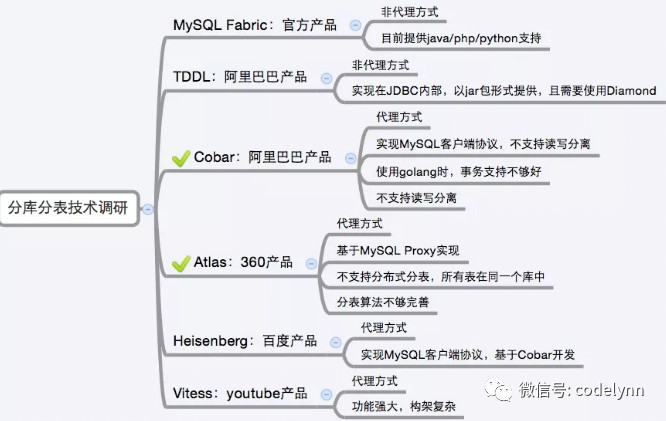 分库分表技术调研
MySQL Fabric：官方产品
非代理方式
目前提供java/php/python支持
TDDL：阿里巴巴产品
非代理方式
实现在JDBC内部，以jar包形式提供，且需要使用Diamond
Cobar：阿里巴巴产品
代理方式
实现MySQL客户端协议，不支持读写分离
使用golang时，事务支持不够好
不支持读写分离
Atlas：360产品
代理方式
基于MySQL Proxy实现
不支持分布式分表，所有表在同一个库中
分表算法不够完善
Heisenberg：百度产品
代理方式
实现MySQL客户端协议，基于Cobar开发
Vitess：youtube产品
代理方式
功能强大，构架复杂
微信号: codelynn